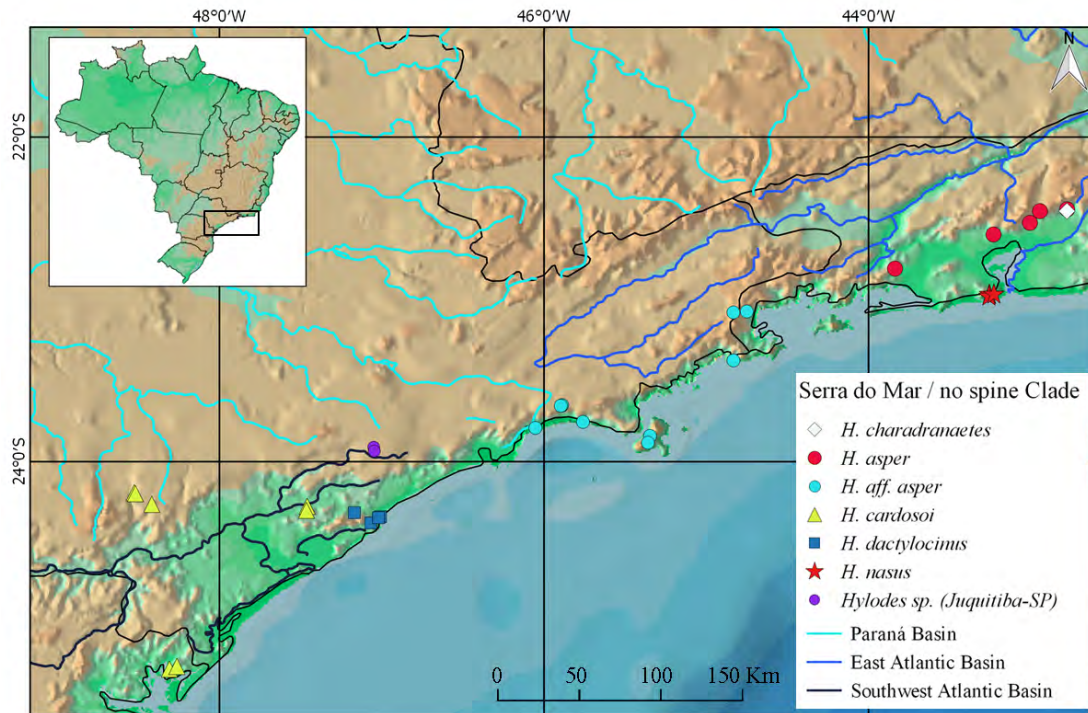 48°0'W 46°0'W 44°0'W
N
22°0'S
24°0'S
Serra do Mar / no spine Clade
H. charadranaetes
H. asper
H. aff. asper
H. cardosoi
H. dactylocinus
H. nasus
Hylodes sp. (Juquitiba-SP)
Paraná Basin
East Atlantic Basin
Southwest Atlantic Basin
0 50 100 150 Km